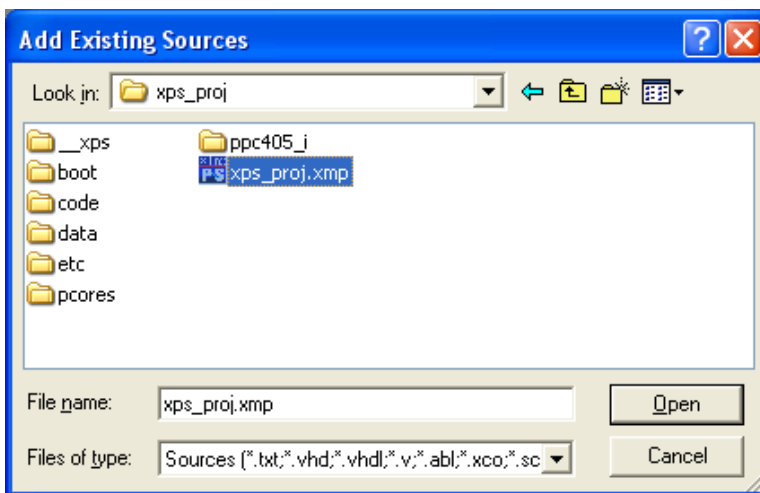 Add Existing Sources
Look in: xps_proj
__xps
boot
code
data
etc
pcores
ppc405_i
PS xps_proj.xmp
File name: xps_proj.xmp Open
Files of type: Sources (*.txt;*.vhd;*.vhdl;*.v;*.abl;*.xco;*.sc Cancel